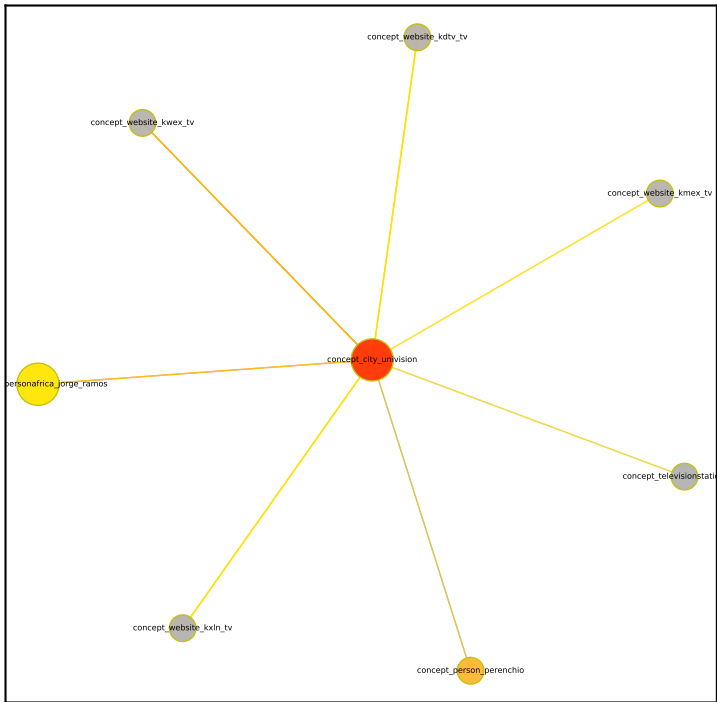 concept_website_kdtv_tv
concept_website_kwex_tv
concept_website_kmex_tv
concept_city_univision
personafrica_jorge_ramos
concept_televisionstatio
concept_website_kxln_tv
concept_person_perenchio